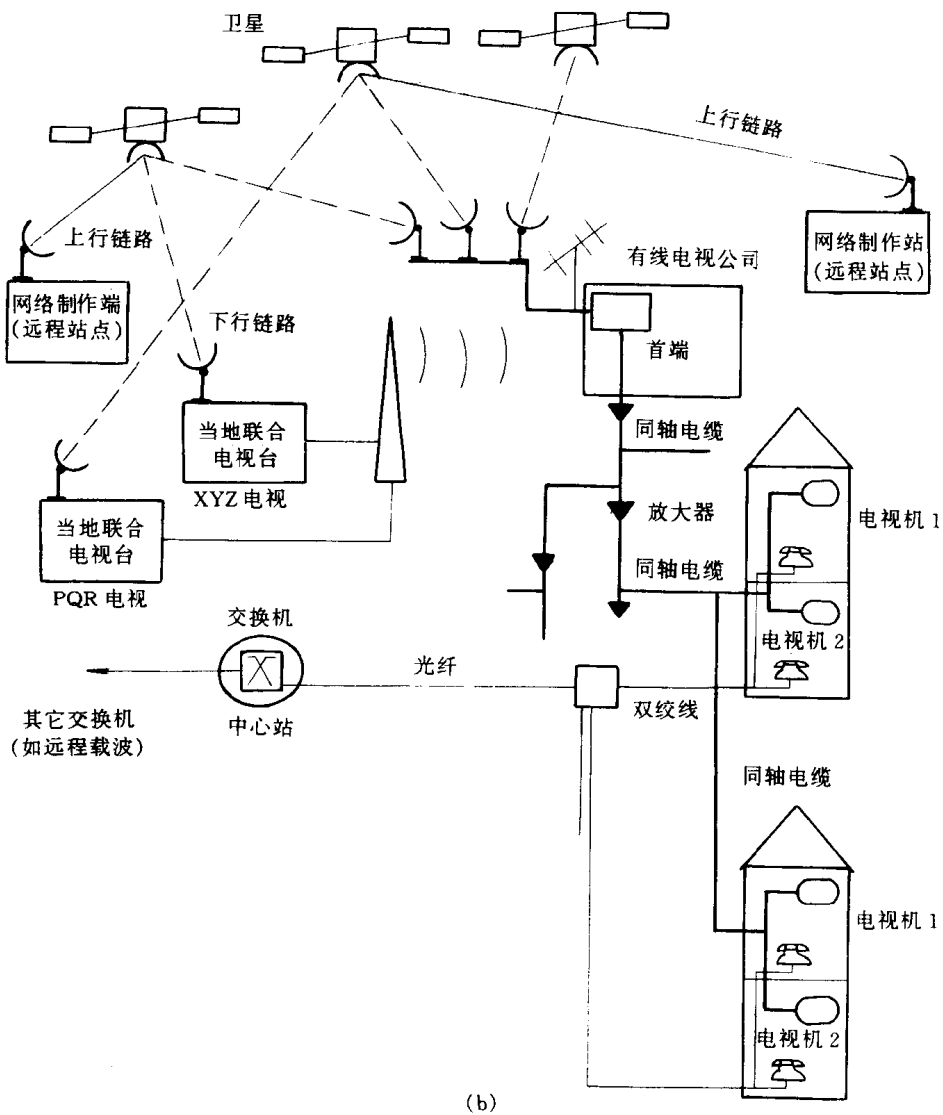 卫星
上行链路
上行链路
网络制作站
(远程站点)
有线电视公司
网络制作端
(远程站点)
下行链路
首端
当地联合
电视台
XYZ 电视
同轴电缆
放大器
电视机 1
当地联合
电视台
PQR 电视
同轴电缆
电视机 2
交换机
光纤
双绞线
中心站
其它交换机
(如远程载波)
同轴电缆
电视机 1
电视机 2
(b)